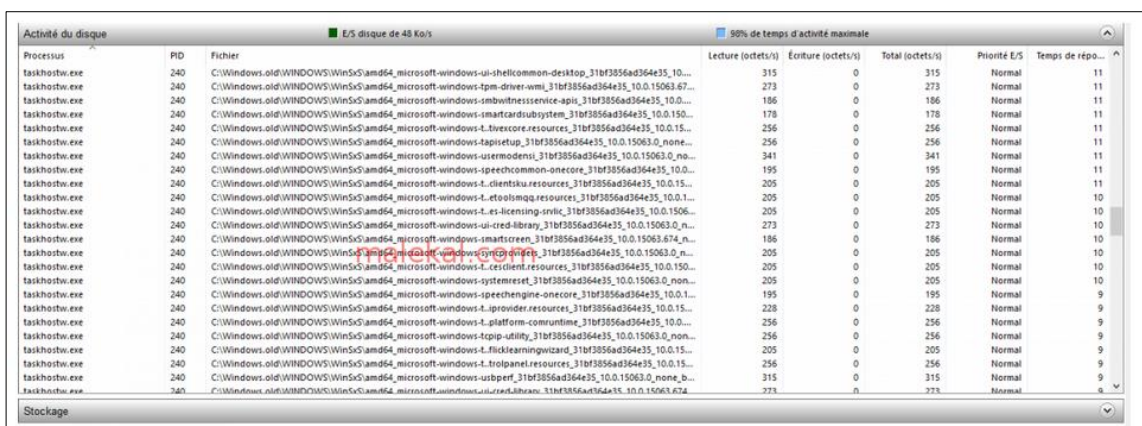 Activité du disque E/S disque de 48 Ko/s 98% de temps d'activité maximale
Processus PID Fichier Lecture (octets/s) Écriture (octets/s) Total (octets/s) Priorité E/S Temps de répo...
taskhostw.exe 240 C:\Windows.old\WINDOWS\WinSxS\amd64_microsoft-windows-ui-shellcommon-desktop_31bf3856ad364e35_10.... 315 0 315 Normal 11
taskhostw.exe 240 C:\Windows.old\WINDOWS\WinSxS\amd64_microsoft-windows-tpm-driver-wmi_31bf3856ad364e35_10.0.15063.67... 273 0 273 Normal 11
taskhostw.exe 240 C:\Windows.old\WINDOWS\WinSxS\amd64_microsoft-windows-smbwitnessservice-apis_31bf3856ad364e35_10.0.... 186 0 186 Normal 11
taskhostw.exe 240 C:\Windows.old\WINDOWS\WinSxS\amd64_microsoft-windows-smartcardsubsystem_31bf3856ad364e35_10.0.150... 178 0 178 Normal 11
taskhostw.exe 240 C:\Windows.old\WINDOWS\WinSxS\amd64_microsoft-windows-t..tivexcore.resources_31bf3856ad364e35_10.0.15... 256 0 256 Normal 11
taskhostw.exe 240 C:\Windows.old\WINDOWS\WinSxS\amd64_microsoft-windows-tapisetup_31bf3856ad364e35_10.0.15063.0_none... 256 0 256 Normal 11
taskhostw.exe 240 C:\Windows.old\WINDOWS\WinSxS\amd64_microsoft-windows-usermodensi_31bf3856ad364e35_10.0.15063.0_no... 341 0 341 Normal 11
taskhostw.exe 240 C:\Windows.old\WINDOWS\WinSxS\amd64_microsoft-windows-speechcommon-onecore_31bf3856ad364e35_10.0... 195 0 195 Normal 11
taskhostw.exe 240 C:\Windows.old\WINDOWS\WinSxS\amd64_microsoft-windows-t..clientsku.resources_31bf3856ad364e35_10.0.15... 205 0 205 Normal 11
taskhostw.exe 240 C:\Windows.old\WINDOWS\WinSxS\amd64_microsoft-windows-t..etoolsmqq.resources_31bf3856ad364e35_10.0.1... 205 0 205 Normal 10
taskhostw.exe 240 C:\Windows.old\WINDOWS\WinSxS\amd64_microsoft-windows-t..es-licensing-srvlic_31bf3856ad364e35_10.0.1506... 205 0 205 Normal 10
taskhostw.exe 240 C:\Windows.old\WINDOWS\WinSxS\amd64_microsoft-windows-ui-cred-library_31bf3856ad364e35_10.0.15063.0_n... 273 0 273 Normal 10
taskhostw.exe 240 C:\Windows.old\WINDOWS\WinSxS\amd64_microsoft-windows-smartscreen_31bf3856ad364e35_10.0.15063.674_n... 186 0 186 Normal 10
malekal.com
taskhostw.exe 240 C:\Windows.old\WINDOWS\WinSxS\amd64_microsoft-windows-syncproviders_31bf3856ad364e35_10.0.15063.0_n... 205 0 205 Normal 10
taskhostw.exe 240 C:\Windows.old\WINDOWS\WinSxS\amd64_microsoft-windows-t..cesclient.resources_31bf3856ad364e35_10.0.150... 205 0 205 Normal 10
taskhostw.exe 240 C:\Windows.old\WINDOWS\WinSxS\amd64_microsoft-windows-systemreset_31bf3856ad364e35_10.0.15063.0_non... 205 0 205 Normal 10
taskhostw.exe 240 C:\Windows.old\WINDOWS\WinSxS\amd64_microsoft-windows-speechengine-onecore_31bf3856ad364e35_10.0.1... 195 0 195 Normal 9
taskhostw.exe 240 C:\Windows.old\WINDOWS\WinSxS\amd64_microsoft-windows-t..iprovider.resources_31bf3856ad364e35_10.0.15... 228 0 228 Normal 9
taskhostw.exe 240 C:\Windows.old\WINDOWS\WinSxS\amd64_microsoft-windows-t..platform-comruntime_31bf3856ad364e35_10.0.... 256 0 256 Normal 9
taskhostw.exe 240 C:\Windows.old\WINDOWS\WinSxS\amd64_microsoft-windows-tcpip-utility_31bf3856ad364e35_10.0.15063.0_non... 256 0 256 Normal 9
taskhostw.exe 240 C:\Windows.old\WINDOWS\WinSxS\amd64_microsoft-windows-t..flicklearningwizard_31bf3856ad364e35_10.0.15... 205 0 205 Normal 9
taskhostw.exe 240 C:\Windows.old\WINDOWS\WinSxS\amd64_microsoft-windows-t..trolpanel.resources_31bf3856ad364e35_10.0.15... 256 0 256 Normal 9
taskhostw.exe 240 C:\Windows.old\WINDOWS\WinSxS\amd64_microsoft-windows-usbperf_31bf3856ad364e35_10.0.15063.0_none_b... 315 0 315 Normal 9
taskhostw.exe 240 C:\Windows.old\WINDOWS\WinSxS\amd64_microsoft-windows-ui-cred-library_31bf3856ad364e35_10.0.15063.674... 273 0 273 Normal 9
Stockage